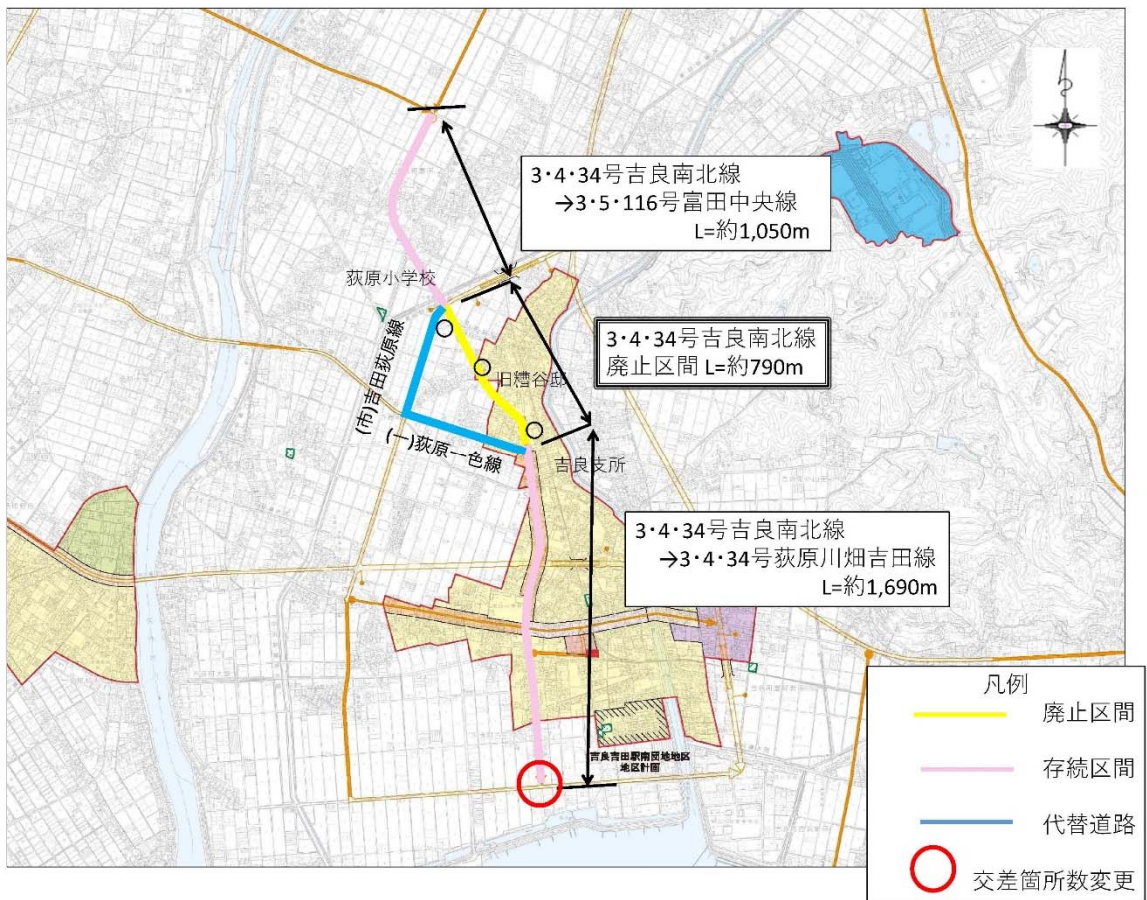 3・4・34号吉良南北線
→3・5・116号富田中央線
L=約1,050m
荻原小学校
3・4・34号吉良南北線
廃止区間 L=約790m
旧糟谷邸
(市)吉田荻原線
(一)荻原一色線
吉良支所
3・4・34号吉良南北線
→3・4・34号荻原川畑吉田線
L=約1,690m
吉良吉田駅南団地地区
地区計画
凡例
廃止区間
存続区間
代替道路
交差箇所数変更